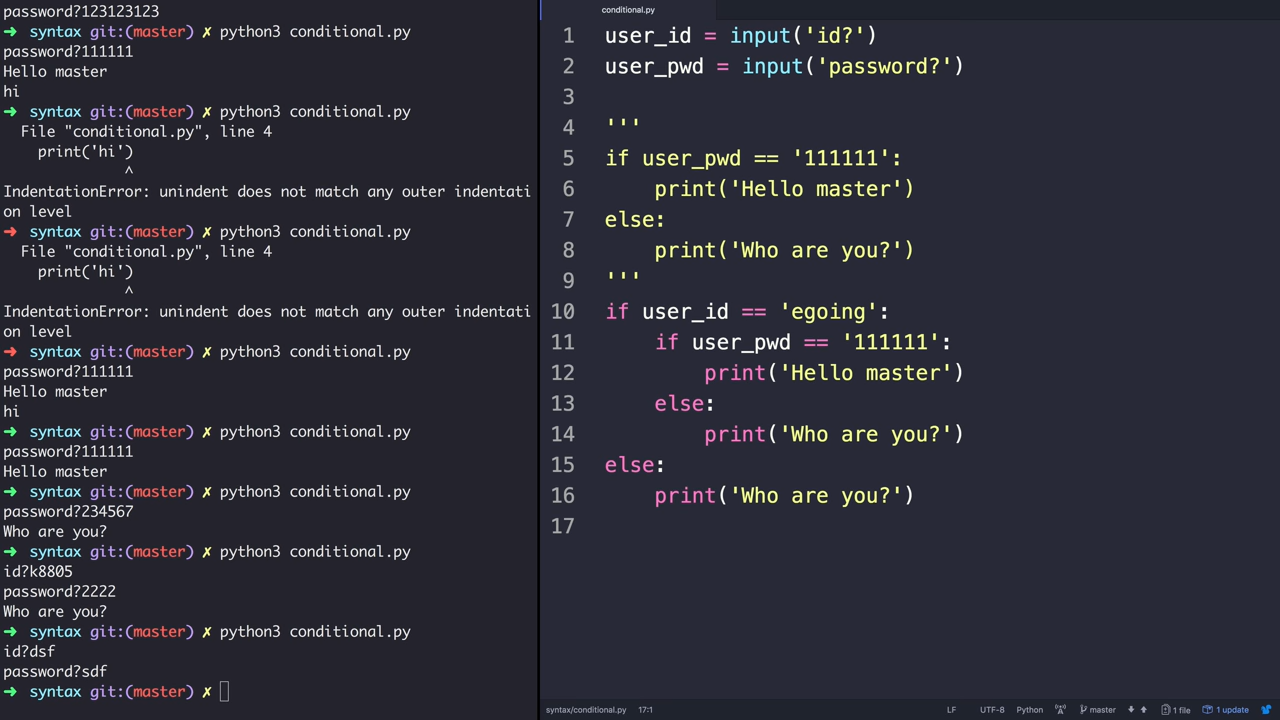 password?123123123
➜ syntax git:(master) ✗ python3 conditional.py
password?111111
Hello master
hi
➜ syntax git:(master) ✗ python3 conditional.py
File "conditional.py", line 4
print('hi')
^
IndentationError: unindent does not match any outer indentati
on level
➜ syntax git:(master) ✗ python3 conditional.py
File "conditional.py", line 4
print('hi')
^
IndentationError: unindent does not match any outer indentati
on level
➜ syntax git:(master) ✗ python3 conditional.py
password?111111
Hello master
hi
➜ syntax git:(master) ✗ python3 conditional.py
password?111111
Hello master
➜ syntax git:(master) ✗ python3 conditional.py
password?234567
Who are you?
➜ syntax git:(master) ✗ python3 conditional.py
id?k8805
password?2222
Who are you?
➜ syntax git:(master) ✗ python3 conditional.py
id?dsf
password?sdf
➜ syntax git:(master) ✗
conditional.py
1 user_id = input('id?')
2 user_pwd = input('password?')
3
4 '''
5 if user_pwd == '111111':
6     print('Hello master')
7 else:
8     print('Who are you?')
9 '''
10 if user_id == 'egoing':
11     if user_pwd == '111111':
12         print('Hello master')
13     else:
14         print('Who are you?')
15 else:
16     print('Who are you?')
17
syntax/conditional.py 17:1 LF UTF-8 Python master 1 file 1 update